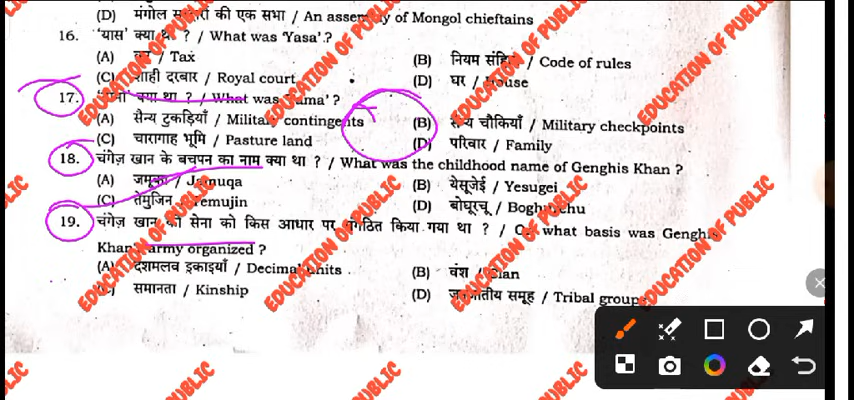 (D) मंगोल की एक सभा / An assembly of Mongol chieftains
16. 'यास' क्या था ? / What was 'Yasa'.?
(A) / Tax
(B) नियम / Code of rules
(C) शाही दरबार / Royal court
(D) घर / House
17. क्या था ? / What was ?
(A) सैन्य टुकड़ियाँ / Military contingents
(B) सैन्य चौकियाँ / Military checkpoints
(C) चारागाह भूमि / Pasture land
(D) परिवार / Family
18. चंगेज़ खान के बचपन का नाम क्या था ? / What was the childhood name of Genghis Khan ?
(A) जमूका / Jamuqa
(B) येसूजेई / Yesugei
(C) तेमुजिन / Temujin
(D) बोघूरचू /
19. चंगेज़ खान की सेना को किस आधार पर संगठित किया गया था ? / On what basis was Genghis
Khan's army organized ?
(A) दशमलव इकाइयाँ / Decimal units
(B) वंश / Clan
(C) समानता / Kinship
(D) जनजातीय समूह / Tribal groups
EDUCATION OF PUBLIC